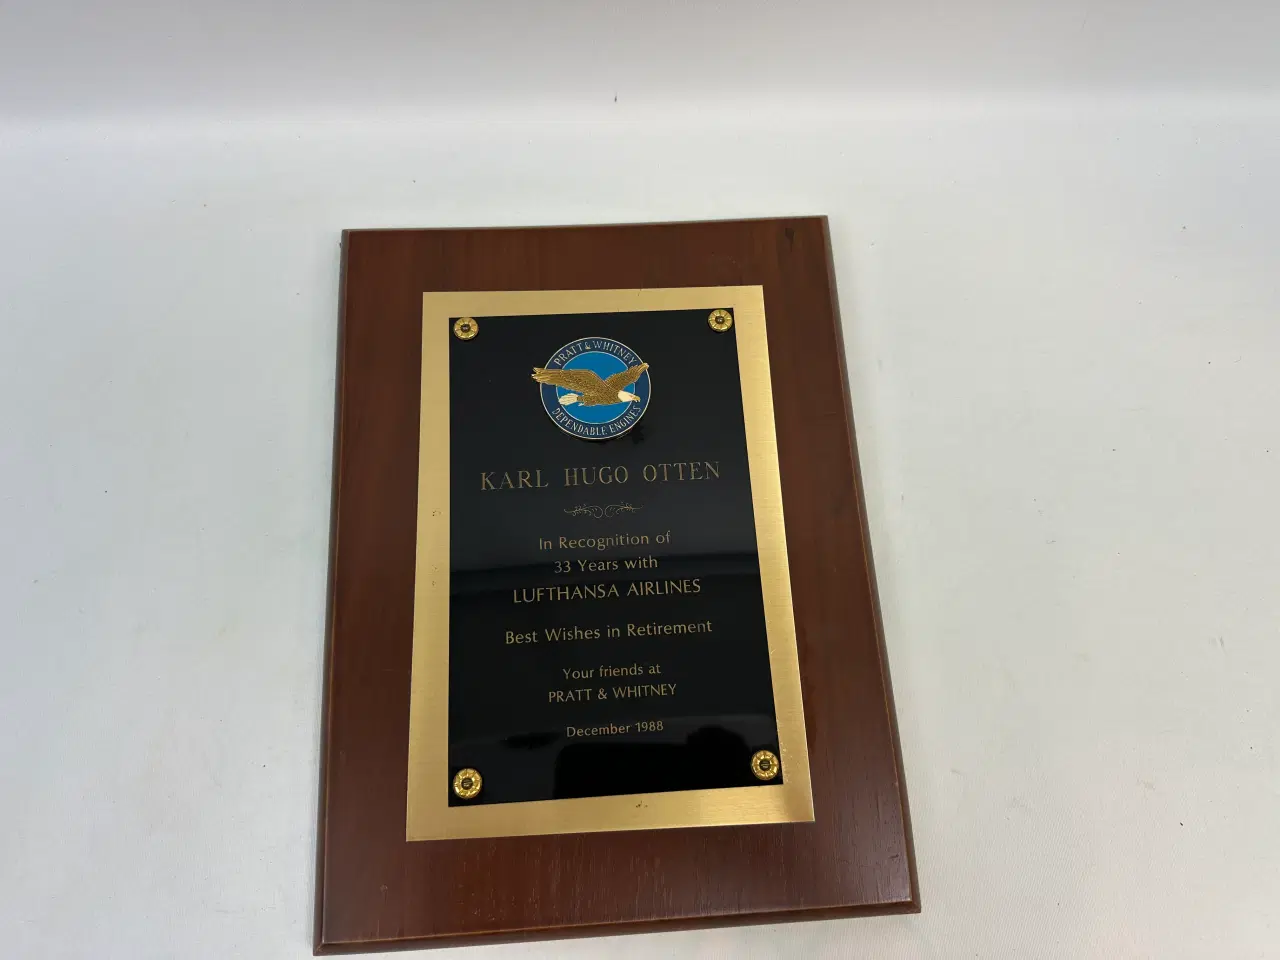 PRATT & WHITNEY
DEPENDABLE ENGINES
KARL HUGO OTTEN
In Recognition of
33 Years with
LUFTHANSA AIRLINES
Best Wishes in Retirement
Your friends at
PRATT & WHITNEY
December 1988